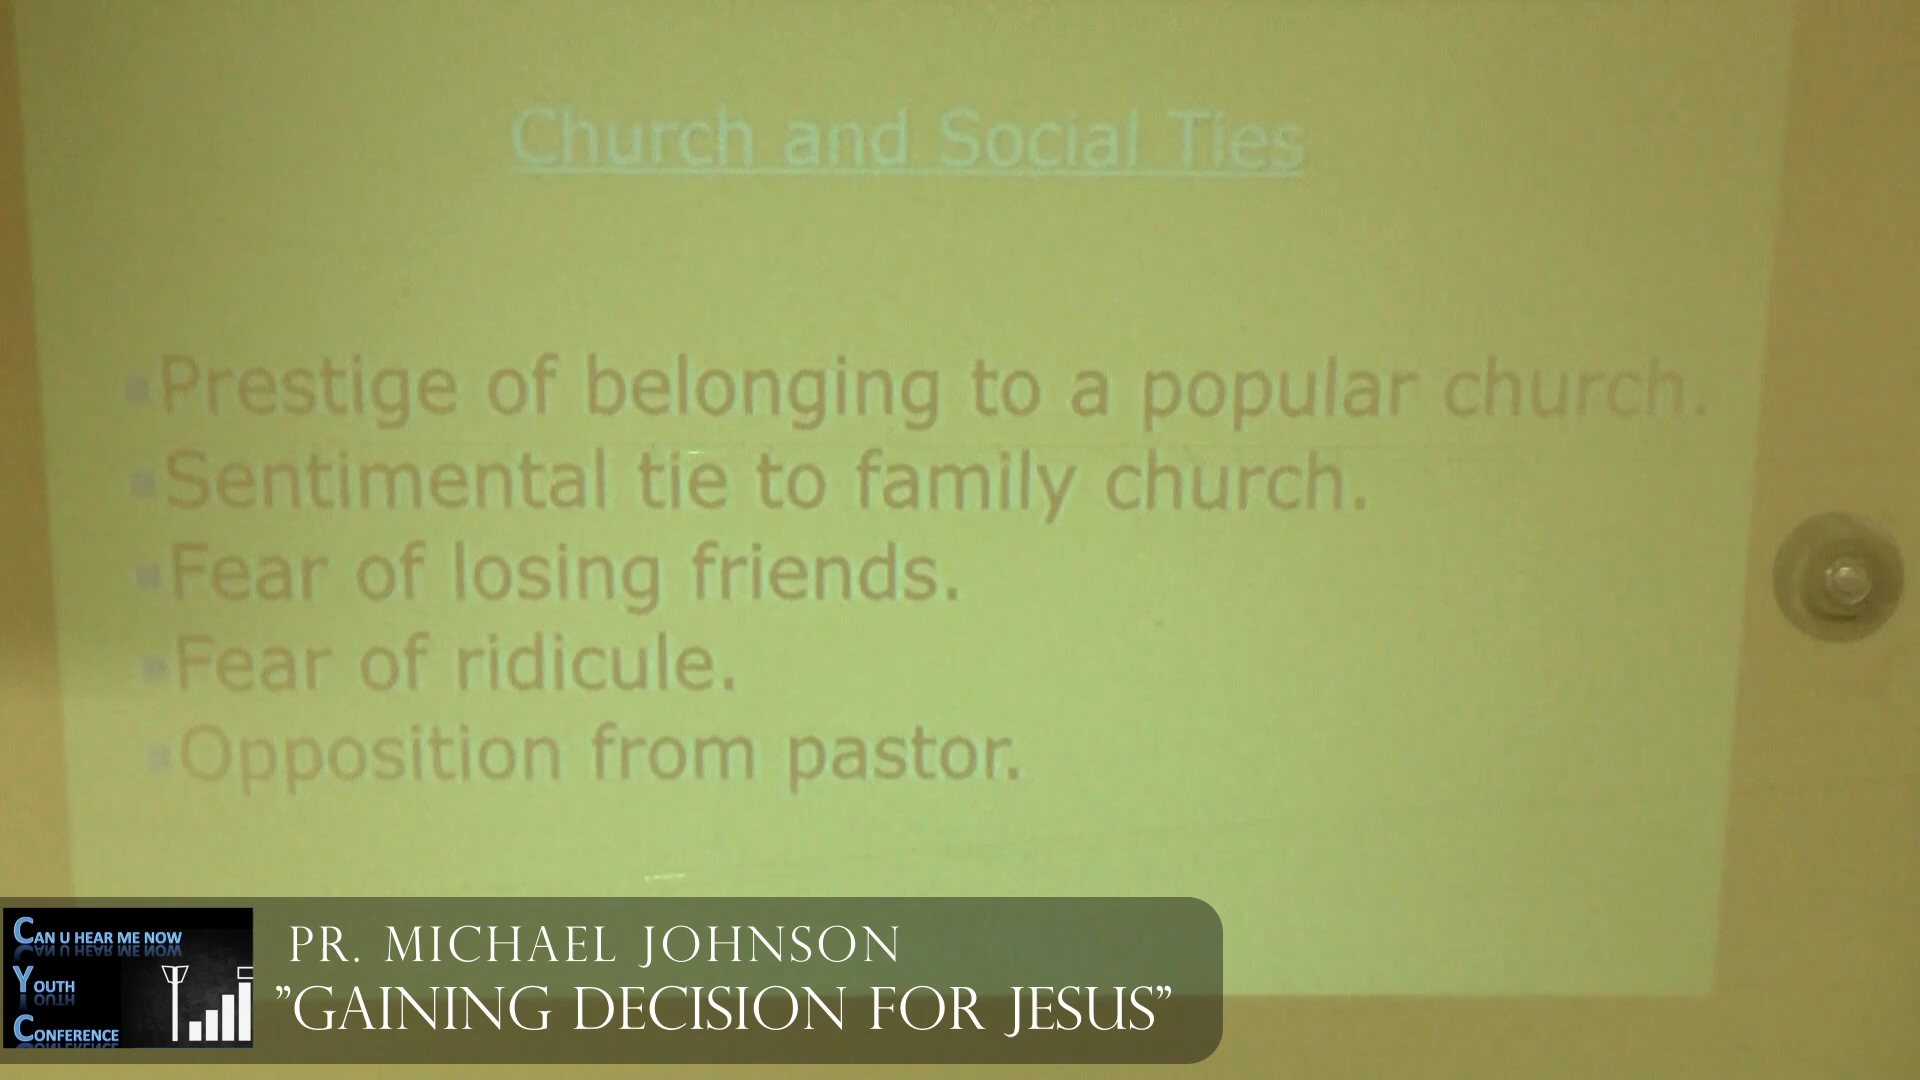 Church and Social Ties
Prestige of belonging to a popular church.
Sentimental tie to family church.
Fear of losing friends.
Fear of ridicule.
Opposition from pastor.
CAN U HEAR ME NOW
YOUTH
CONFERENCE
PR. MICHAEL JOHNSON
"GAINING DECISION FOR JESUS"